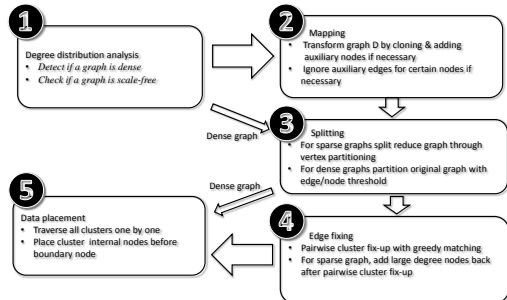 1
Degree distribution analysis
• Detect if a graph is dense
• Check if a graph is scale-free
2
Mapping
• Transform graph D by cloning & adding
auxiliary nodes if necessary
• Ignore auxiliary edges for certain nodes if
necessary
Dense graph
3
Splitting
• For sparse graphs split reduce graph through
vertex partitioning
• For dense graphs partition original graph with
edge/node threshold
Dense graph
4
Edge fixing
• Pairwise cluster fix-up with greedy matching
• For sparse graph, add large degree nodes back
after pairwise cluster fix-up
5
Data placement
• Traverse all clusters one by one
• Place cluster internal nodes before
boundary node